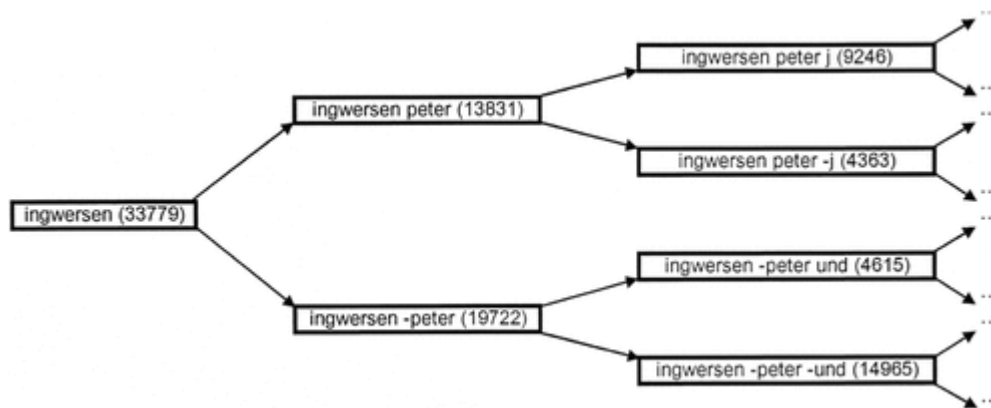 ingwersen (33779)
ingwersen peter (13831)
ingwersen -peter (19722)
ingwersen peter j (9246)
ingwersen peter -j (4363)
ingwersen -peter und (4615)
ingwersen -peter -und (14965)
...
...
...
...
...
...
...
...